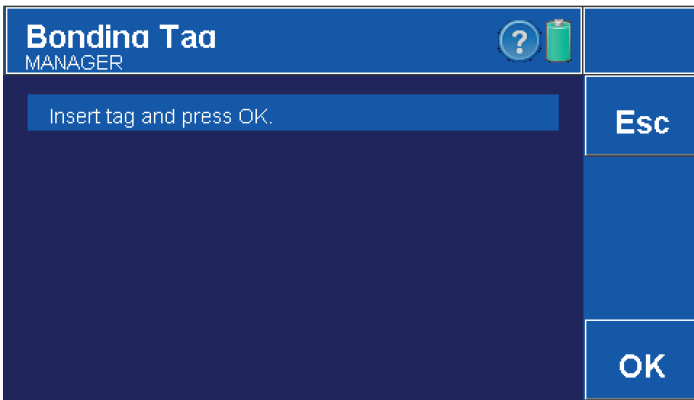 Bonding Tag
MANAGER
?
Insert tag and press OK.
Esc
OK